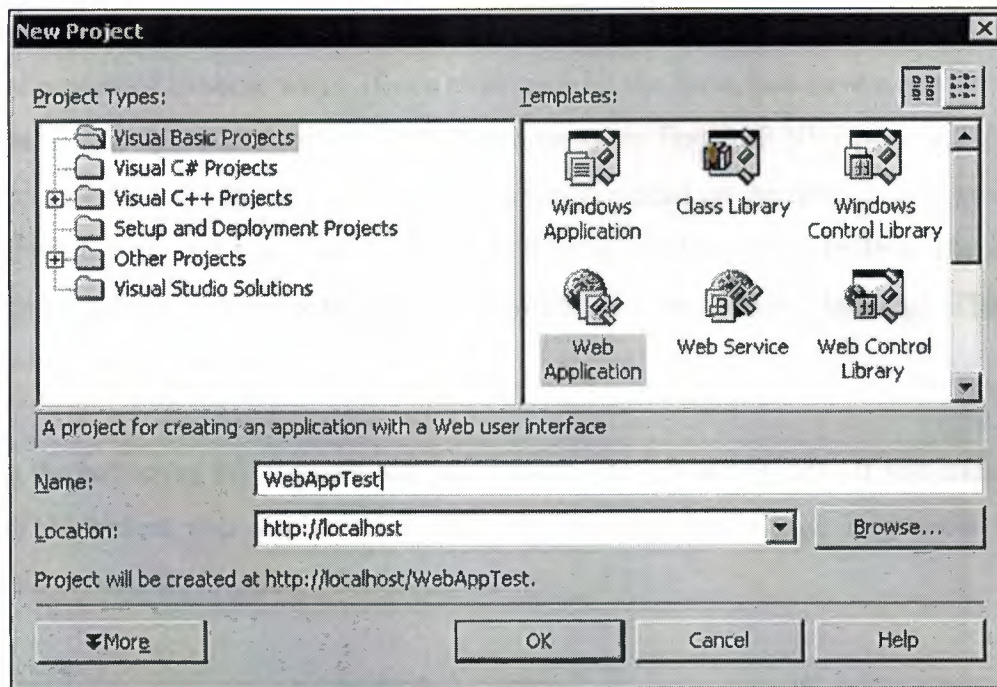 New Project
Project Types:
Templates:
Visual Basic Projects
Visual C# Projects
Visual C++ Projects
Setup and Deployment Projects
Other Projects
Visual Studio Solutions
Windows Application
Class Library
Windows Control Library
Web Application
Web Service
Web Control Library
A project for creating an application with a Web user interface
Name:
WebAppTest
Location:
http://localhost
Browse...
Project will be created at http://localhost/WebAppTest.
More
OK
Cancel
Help